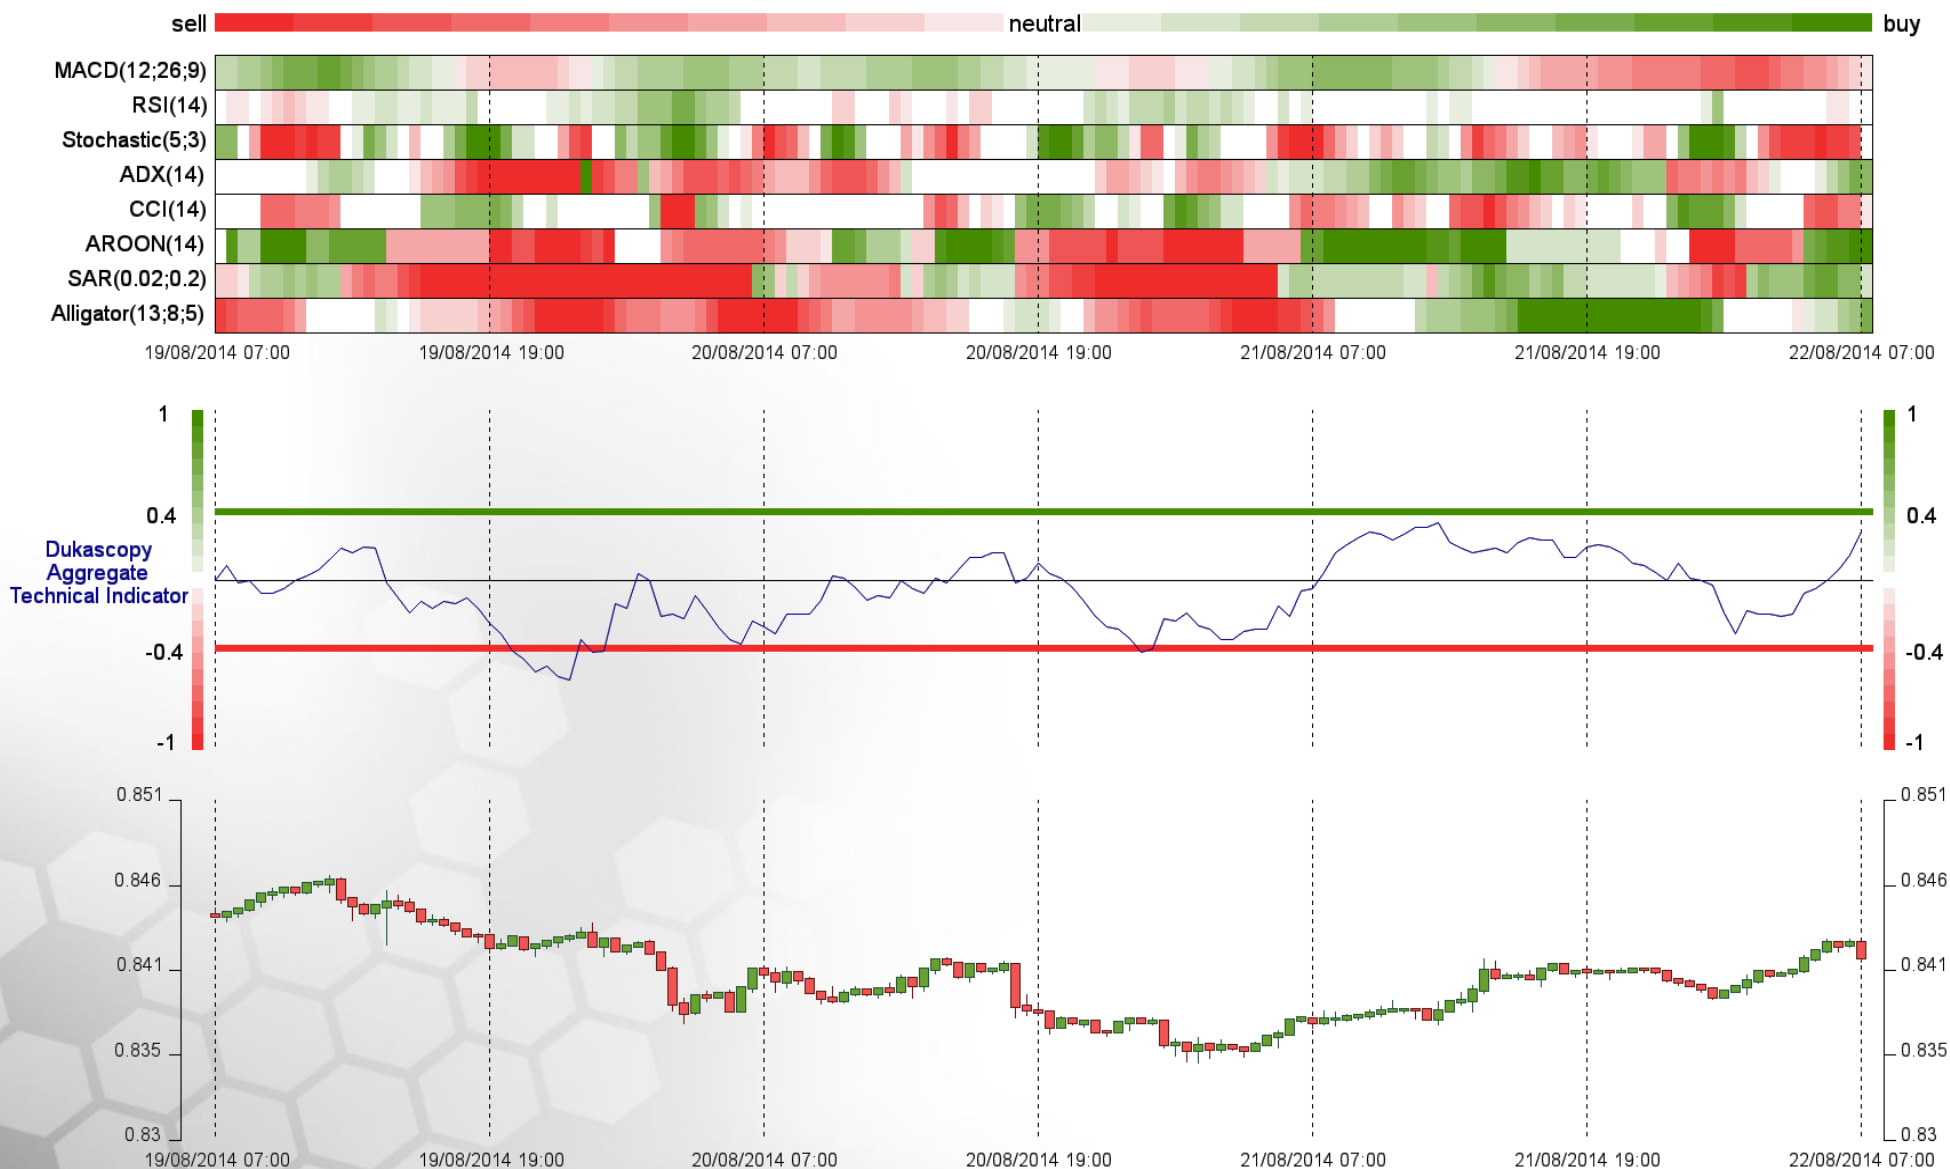 sell neutral buy
MACD(12;26;9)
RSI(14)
Stochastic(5;3)
ADX(14)
CCI(14)
AROON(14)
SAR(0.02;0.2)
Alligator(13;8;5)
19/08/2014 07:00 19/08/2014 19:00 20/08/2014 07:00 20/08/2014 19:00 21/08/2014 07:00 21/08/2014 19:00 22/08/2014 07:00
1 1
0.4 0.4
Dukascopy
Aggregate
Technical Indicator
-0.4 -0.4
-1 -1
0.851 0.851
0.846 0.846
0.841 0.841
0.835 0.835
0.83 0.83
19/08/2014 07:00 19/08/2014 19:00 20/08/2014 07:00 20/08/2014 19:00 21/08/2014 07:00 21/08/2014 19:00 22/08/2014 07:00